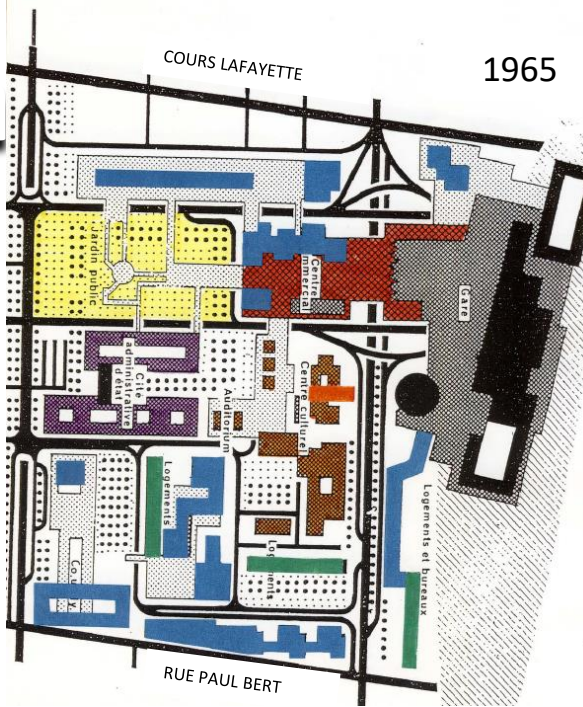 COURS LAFAYETTE
1965
Jardin public
Centre
commercial
Gare
Cité
administrative
d'état
Auditorium
Centre culturel
Logements
Logements
Logements et bureaux
RUE PAUL BERT